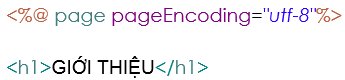 <%@ page pageEncoding="utf-8"%>
<h1>GIỚI THIỆU</h1>